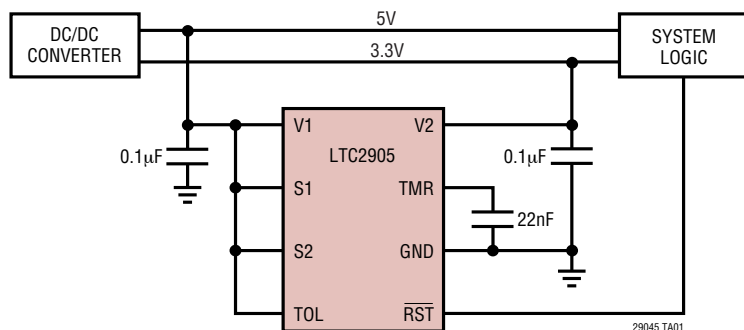 DC/DC
CONVERTER
5V
3.3V
SYSTEM
LOGIC
0.1µF
V1
V2
LTC2905
0.1µF
S1
TMR
22nF
S2
GND
TOL
R̅S̅T̅
29045 TA01